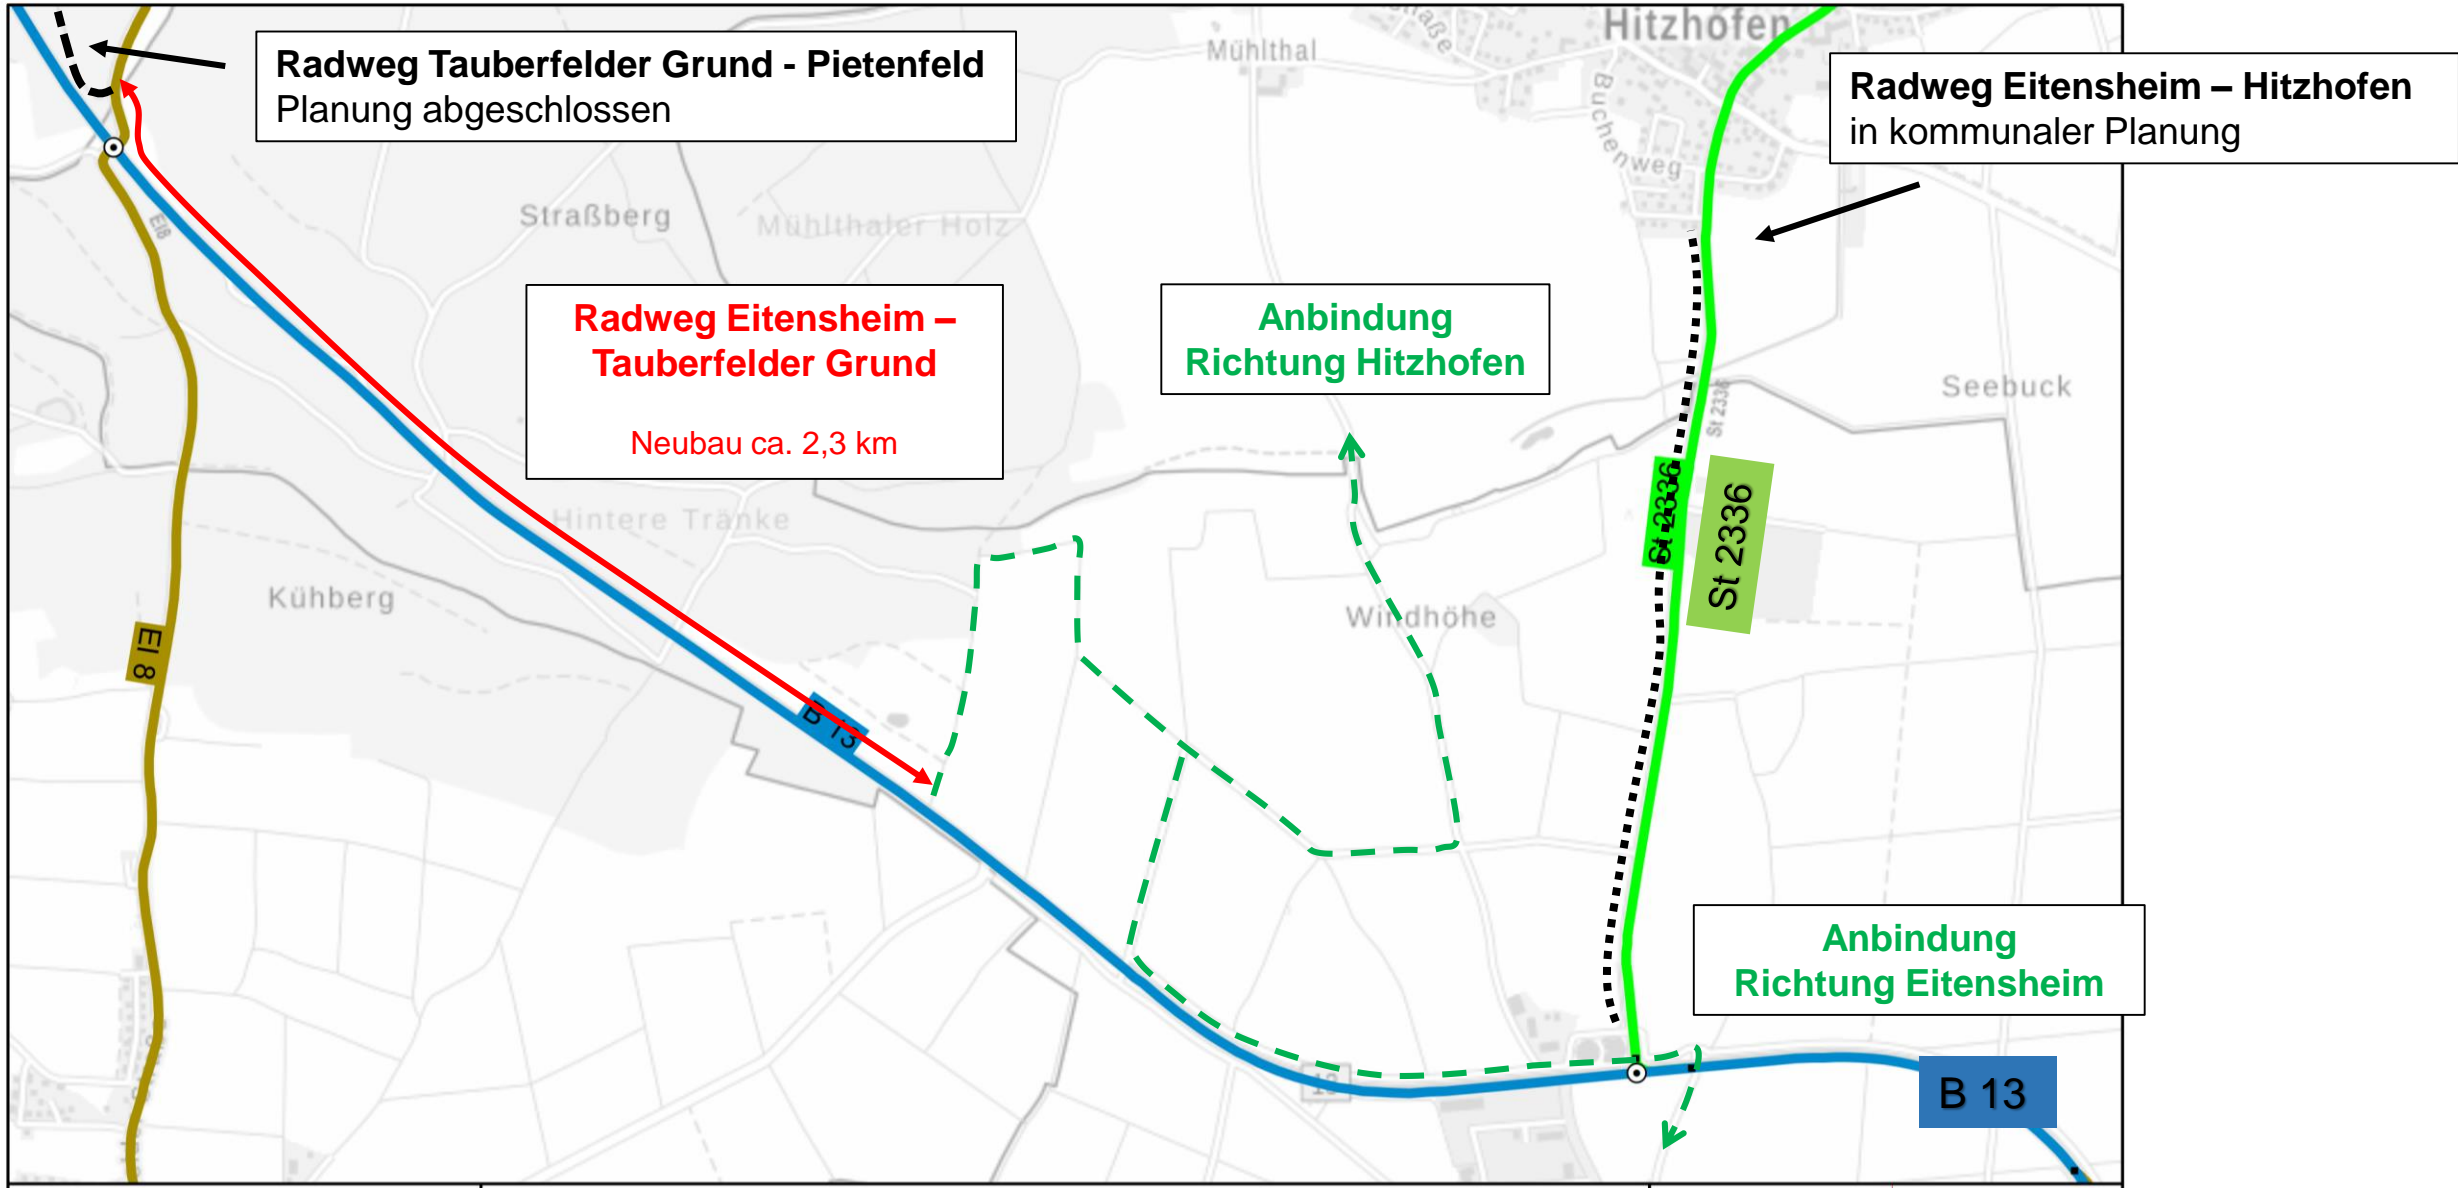 Hitzhofen
Mühlthal
Radweg Tauberfelder Grund - Pietenfeld
Planung abgeschlossen
Radweg Eitensheim – Hitzhofen
in kommunaler Planung
Buchenweg
EI8
Straßberg
Mühlthaler Holz
Radweg Eitensheim –
Tauberfelder Grund
Neubau ca. 2,3 km
Anbindung
Richtung Hitzhofen
Seebuck
St 2336
St 2336
St 2336
Hintere Tränke
Kühberg
Windhöhe
EI 8
B 13
Anbindung
Richtung Eitensheim
13
B 13